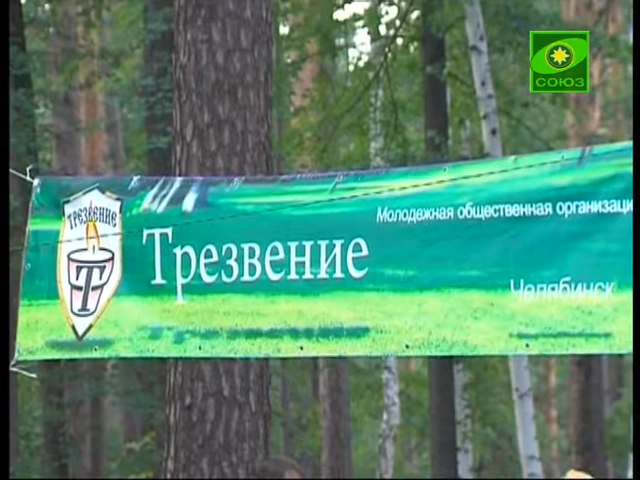 СОЮЗ
Молодежная общественная организаци
ТРЕЗВЕНИЕ
Трезвение
Т
Челябинск